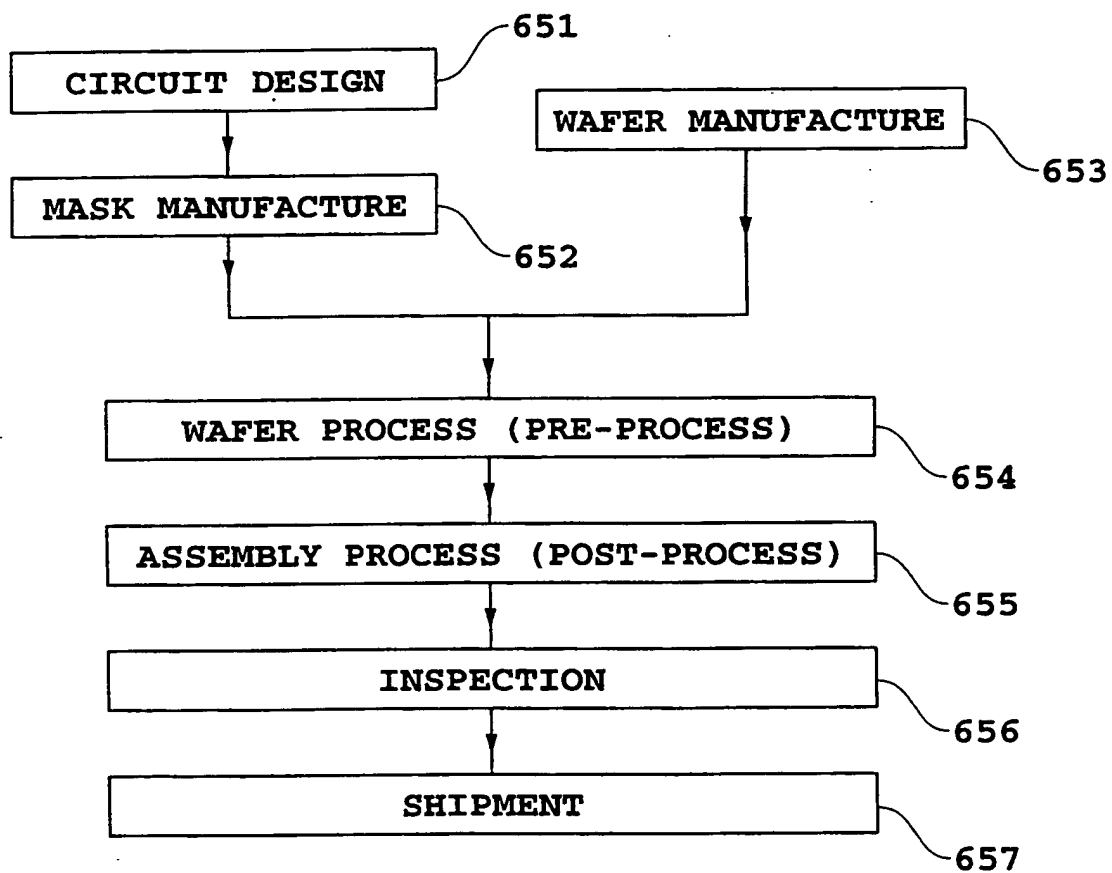 651
CIRCUIT DESIGN
WAFER MANUFACTURE
653
MASK MANUFACTURE
652
WAFER PROCESS (PRE-PROCESS)
654
ASSEMBLY PROCESS (POST-PROCESS)
655
INSPECTION
656
SHIPMENT
657